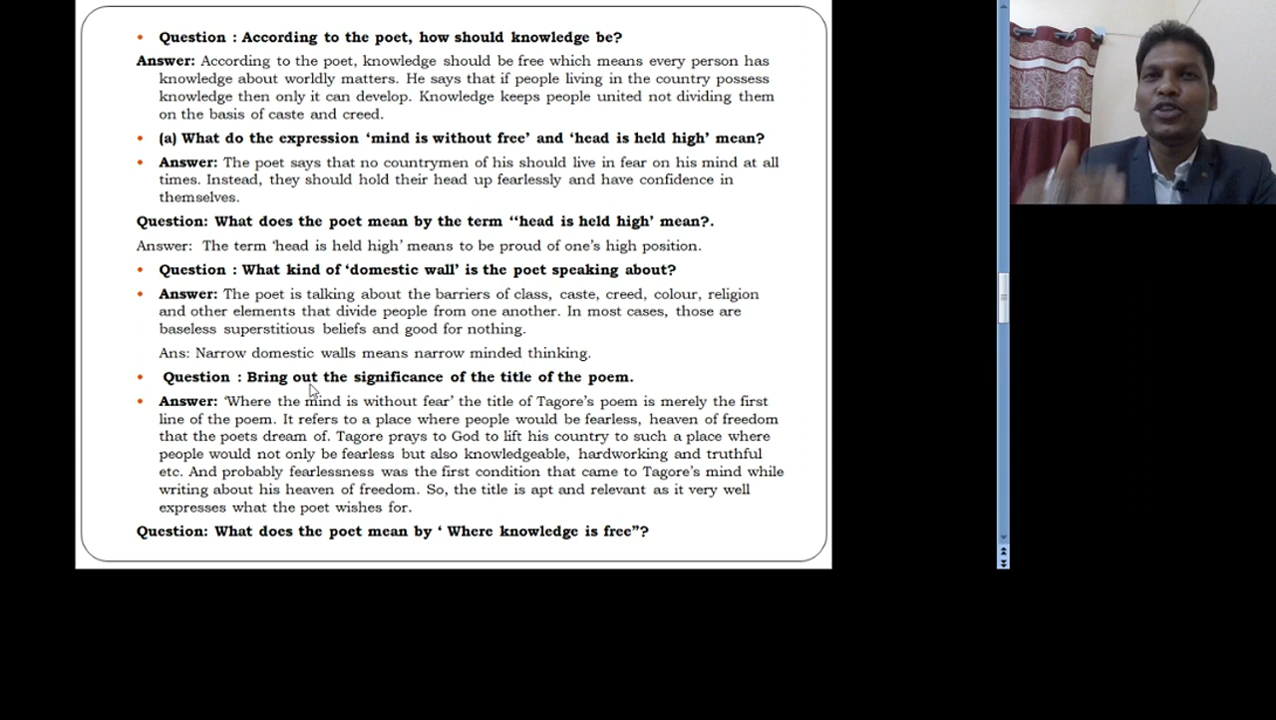 • Question : According to the poet, how should knowledge be?
Answer: According to the poet, knowledge should be free which means every person has
knowledge about worldly matters. He says that if people living in the country possess
knowledge then only it can develop. Knowledge keeps people united not dividing them
on the basis of caste and creed.
• (a) What do the expression ‘mind is without free’ and ‘head is held high’ mean?
• Answer: The poet says that no countrymen of his should live in fear on his mind at all
times. Instead, they should hold their head up fearlessly and have confidence in
themselves.
Question: What does the poet mean by the term ‘‘head is held high’ mean?.
Answer: The term ‘head is held high’ means to be proud of one’s high position.
• Question : What kind of ‘domestic wall’ is the poet speaking about?
• Answer: The poet is talking about the barriers of class, caste, creed, colour, religion
and other elements that divide people from one another. In most cases, those are
baseless superstitious beliefs and good for nothing.
Ans: Narrow domestic walls means narrow minded thinking.
• Question : Bring out the significance of the title of the poem.
• Answer: ‘Where the mind is without fear’ the title of Tagore’s poem is merely the first
line of the poem. It refers to a place where people would be fearless, heaven of freedom
that the poets dream of. Tagore prays to God to lift his country to such a place where
people would not only be fearless but also knowledgeable, hardworking and truthful
etc. And probably fearlessness was the first condition that came to Tagore’s mind while
writing about his heaven of freedom. So, the title is apt and relevant as it very well
expresses what the poet wishes for.
Question: What does the poet mean by ‘ Where knowledge is free”?